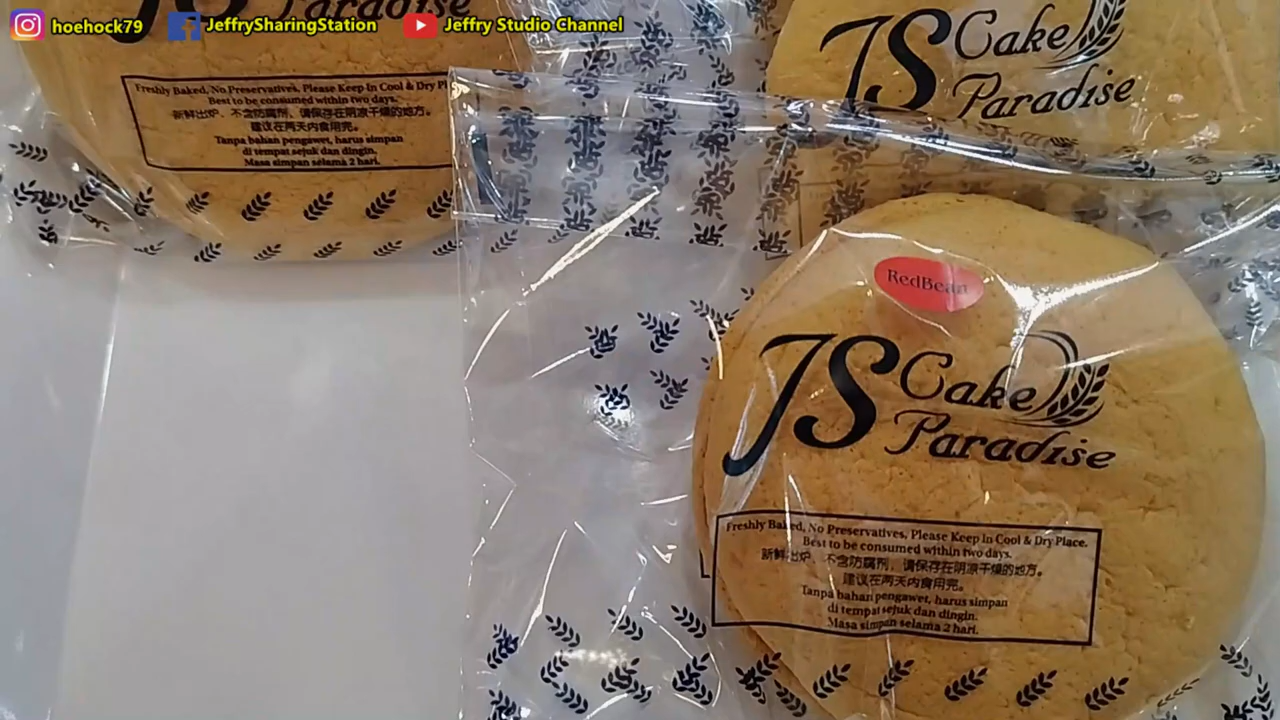 hoehock79
JeffrySharingStation
Jeffry Studio Channel
Paradise
Freshly Baked, No Preservatives, Please Keep In Cool & Dry
Best to be consumed within two days.
新鲜出炉，不含防腐剂，请保存在阴凉干燥的地方。
建议在两天内食用完。
Tanpa bahan pengawet, harus simpan
di tempat sejuk dan dingin.
Masa simpan selama 2 hari.
JS Cake
Paradise
RedBean
JS Cake
Paradise
Freshly Baked, No Preservatives, Please Keep In Cool & Dry Place.
Best to be consumed within two days.
新鲜出炉，不含防腐剂，请保存在阴凉干燥的地方。
建议在两天内食用完。
Tanpa bahan pengawet, harus simpan
di tempat sejuk dan dingin.
Masa simpan selama 2 hari.